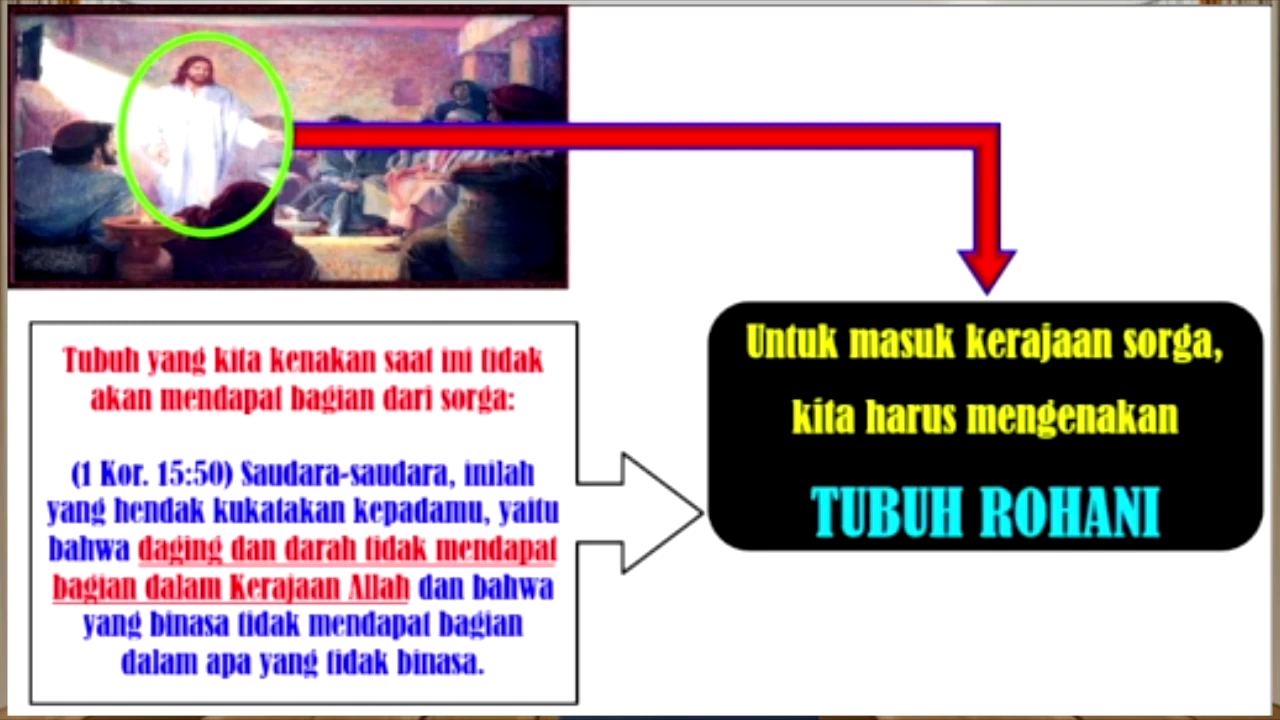 Tubuh yang kita kenakan saat ini tidak
akan mendapat bagian dari sorga:
(1 Kor. 15:50) Saudara-saudara, inilah
yang hendak kukatakan kepadamu, yaitu
bahwa daging dan darah tidak mendapat
bagian dalam Kerajaan Allah dan bahwa
yang binasa tidak mendapat bagian
dalam apa yang tidak binasa.
Untuk masuk kerajaan sorga,
kita harus mengenakan
TUBUH ROHANI